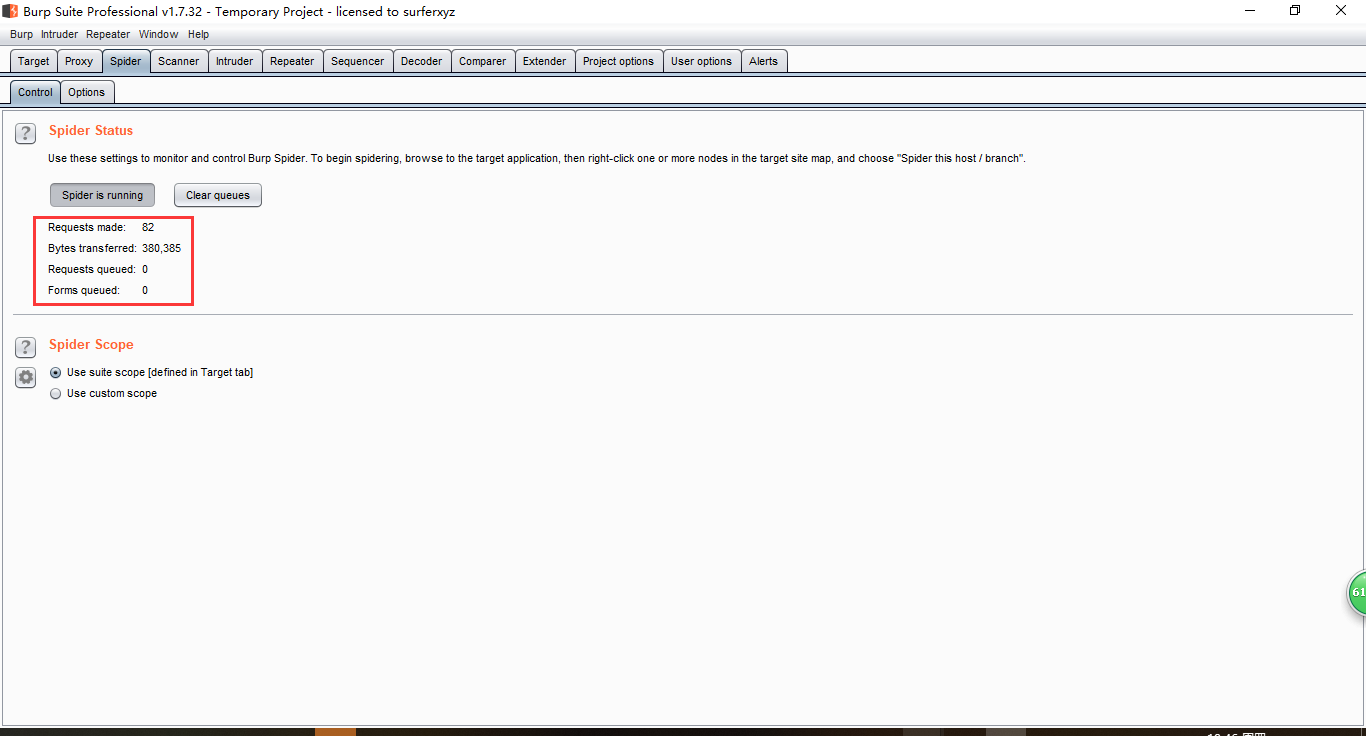 Burp Suite Professional v1.7.32 - Temporary Project - licensed to surferxyz
Burp Intruder Repeater Window Help
Target Proxy Spider Scanner Intruder Repeater Sequencer Decoder Comparer Extender Project options User options Alerts
Control Options
? Spider Status
Use these settings to monitor and control Burp Spider. To begin spidering, browse to the target application, then right-click one or more nodes in the target site map, and choose "Spider this host / branch".
Spider is running Clear queues
Requests made: 82
Bytes transferred: 380,385
Requests queued: 0
Forms queued: 0
? Spider Scope
Use suite scope [defined in Target tab]
Use custom scope
61